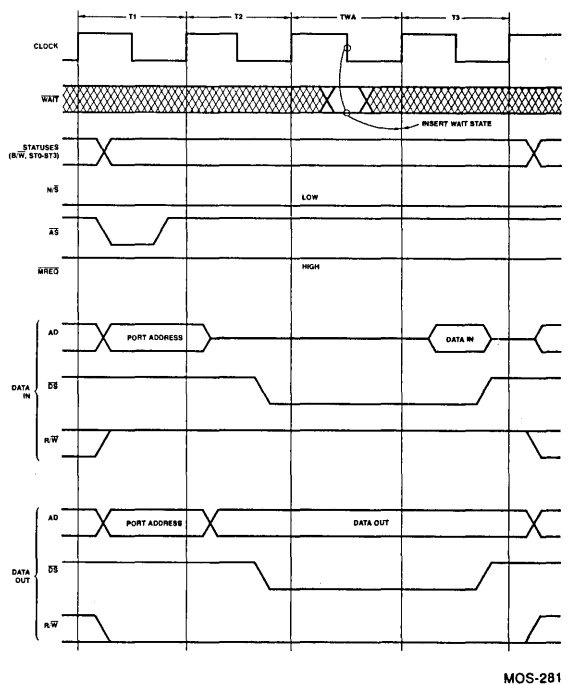 T1 T2 TWA T3
CLOCK
WAIT
INSERT WAIT STATE
STATUSES
(B/W, ST0-ST3)
N/S
LOW
AS
MREQ
HIGH
AD
PORT ADDRESS
DATA IN
DATA
IN
DS
R/W
AD
PORT ADDRESS
DATA OUT
DATA
OUT
DS
R/W
MOS-281